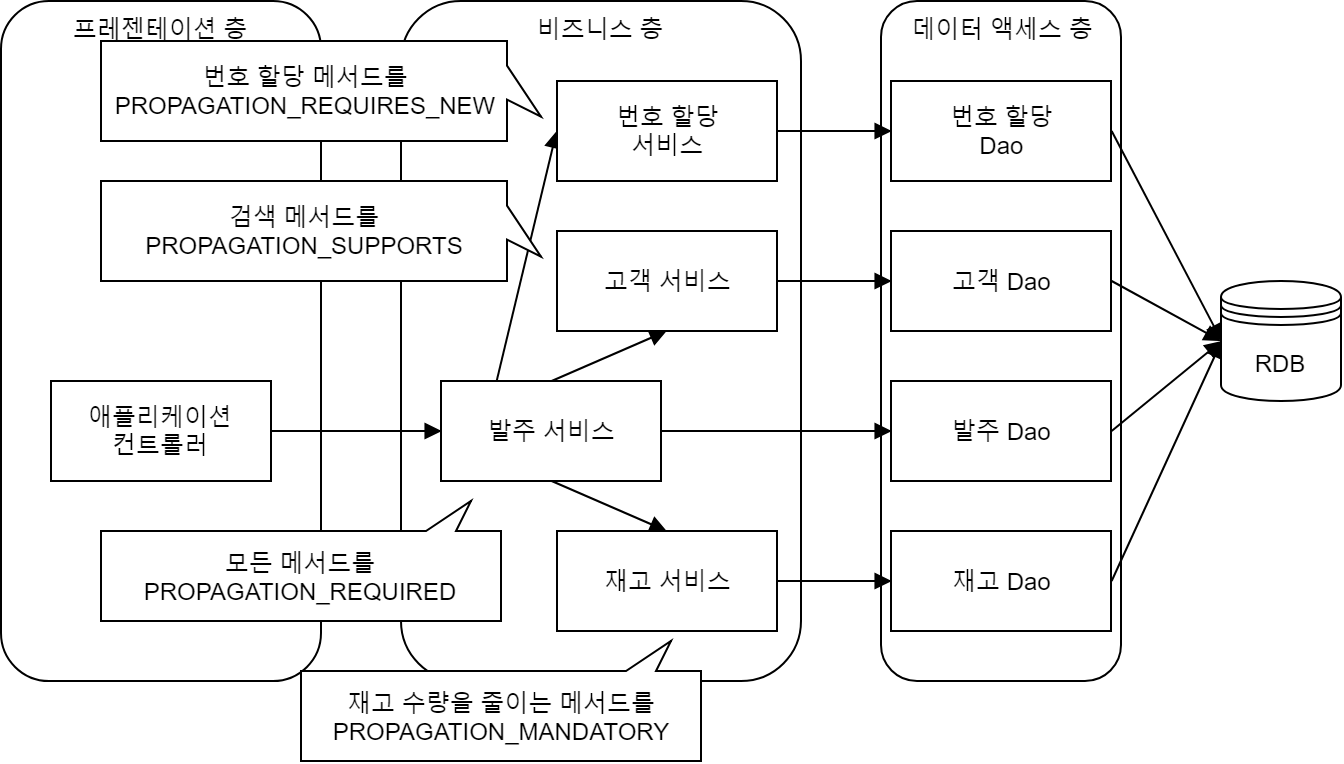 프레젠테이션 층
비즈니스 층
데이터 액세스 층
번호 할당 메서드를
PROPAGATION_REQUIRES_NEW
번호 할당
서비스
번호 할당
Dao
검색 메서드를
PROPAGATION_SUPPORTS
고객 서비스
고객 Dao
RDB
애플리케이션
컨트롤러
발주 서비스
발주 Dao
모든 메서드를
PROPAGATION_REQUIRED
재고 서비스
재고 Dao
재고 수량을 줄이는 메서드를
PROPAGATION_MANDATORY